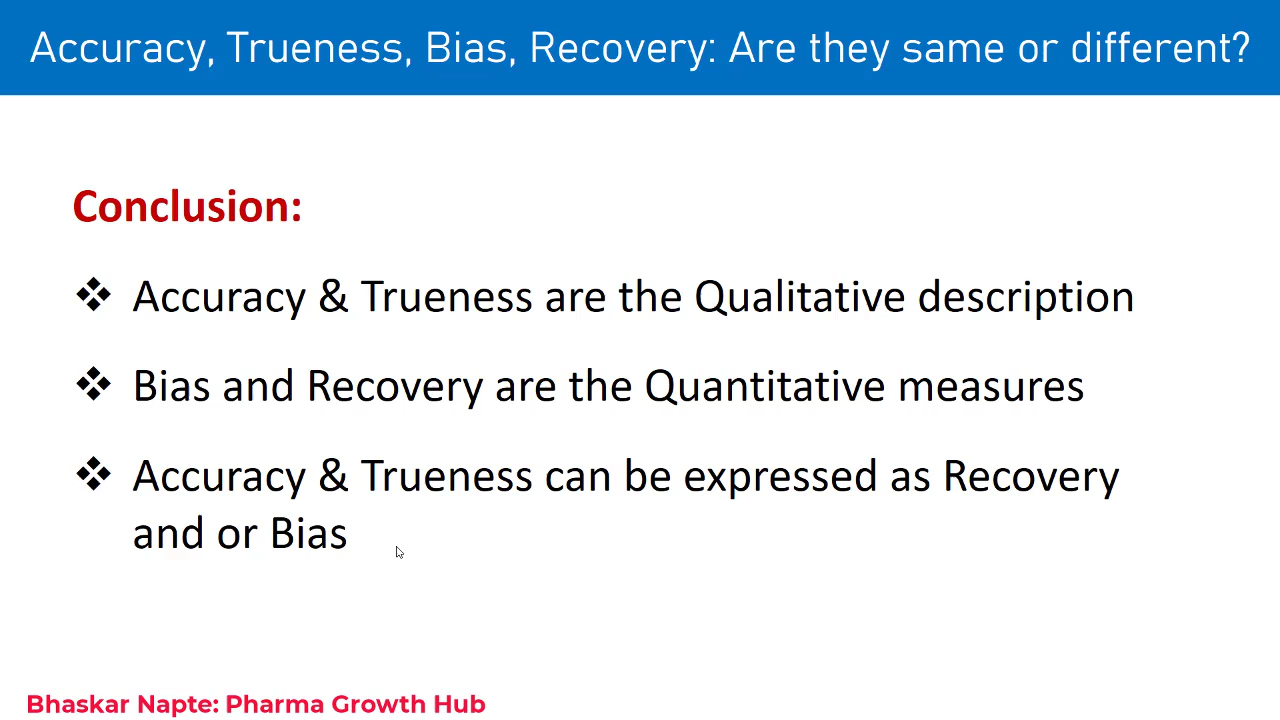 Accuracy, Trueness, Bias, Recovery: Are they same or different?
Conclusion:
❖ Accuracy & Trueness are the Qualitative description
❖ Bias and Recovery are the Quantitative measures
❖ Accuracy & Trueness can be expressed as Recovery
and or Bias
Bhaskar Napte: Pharma Growth Hub